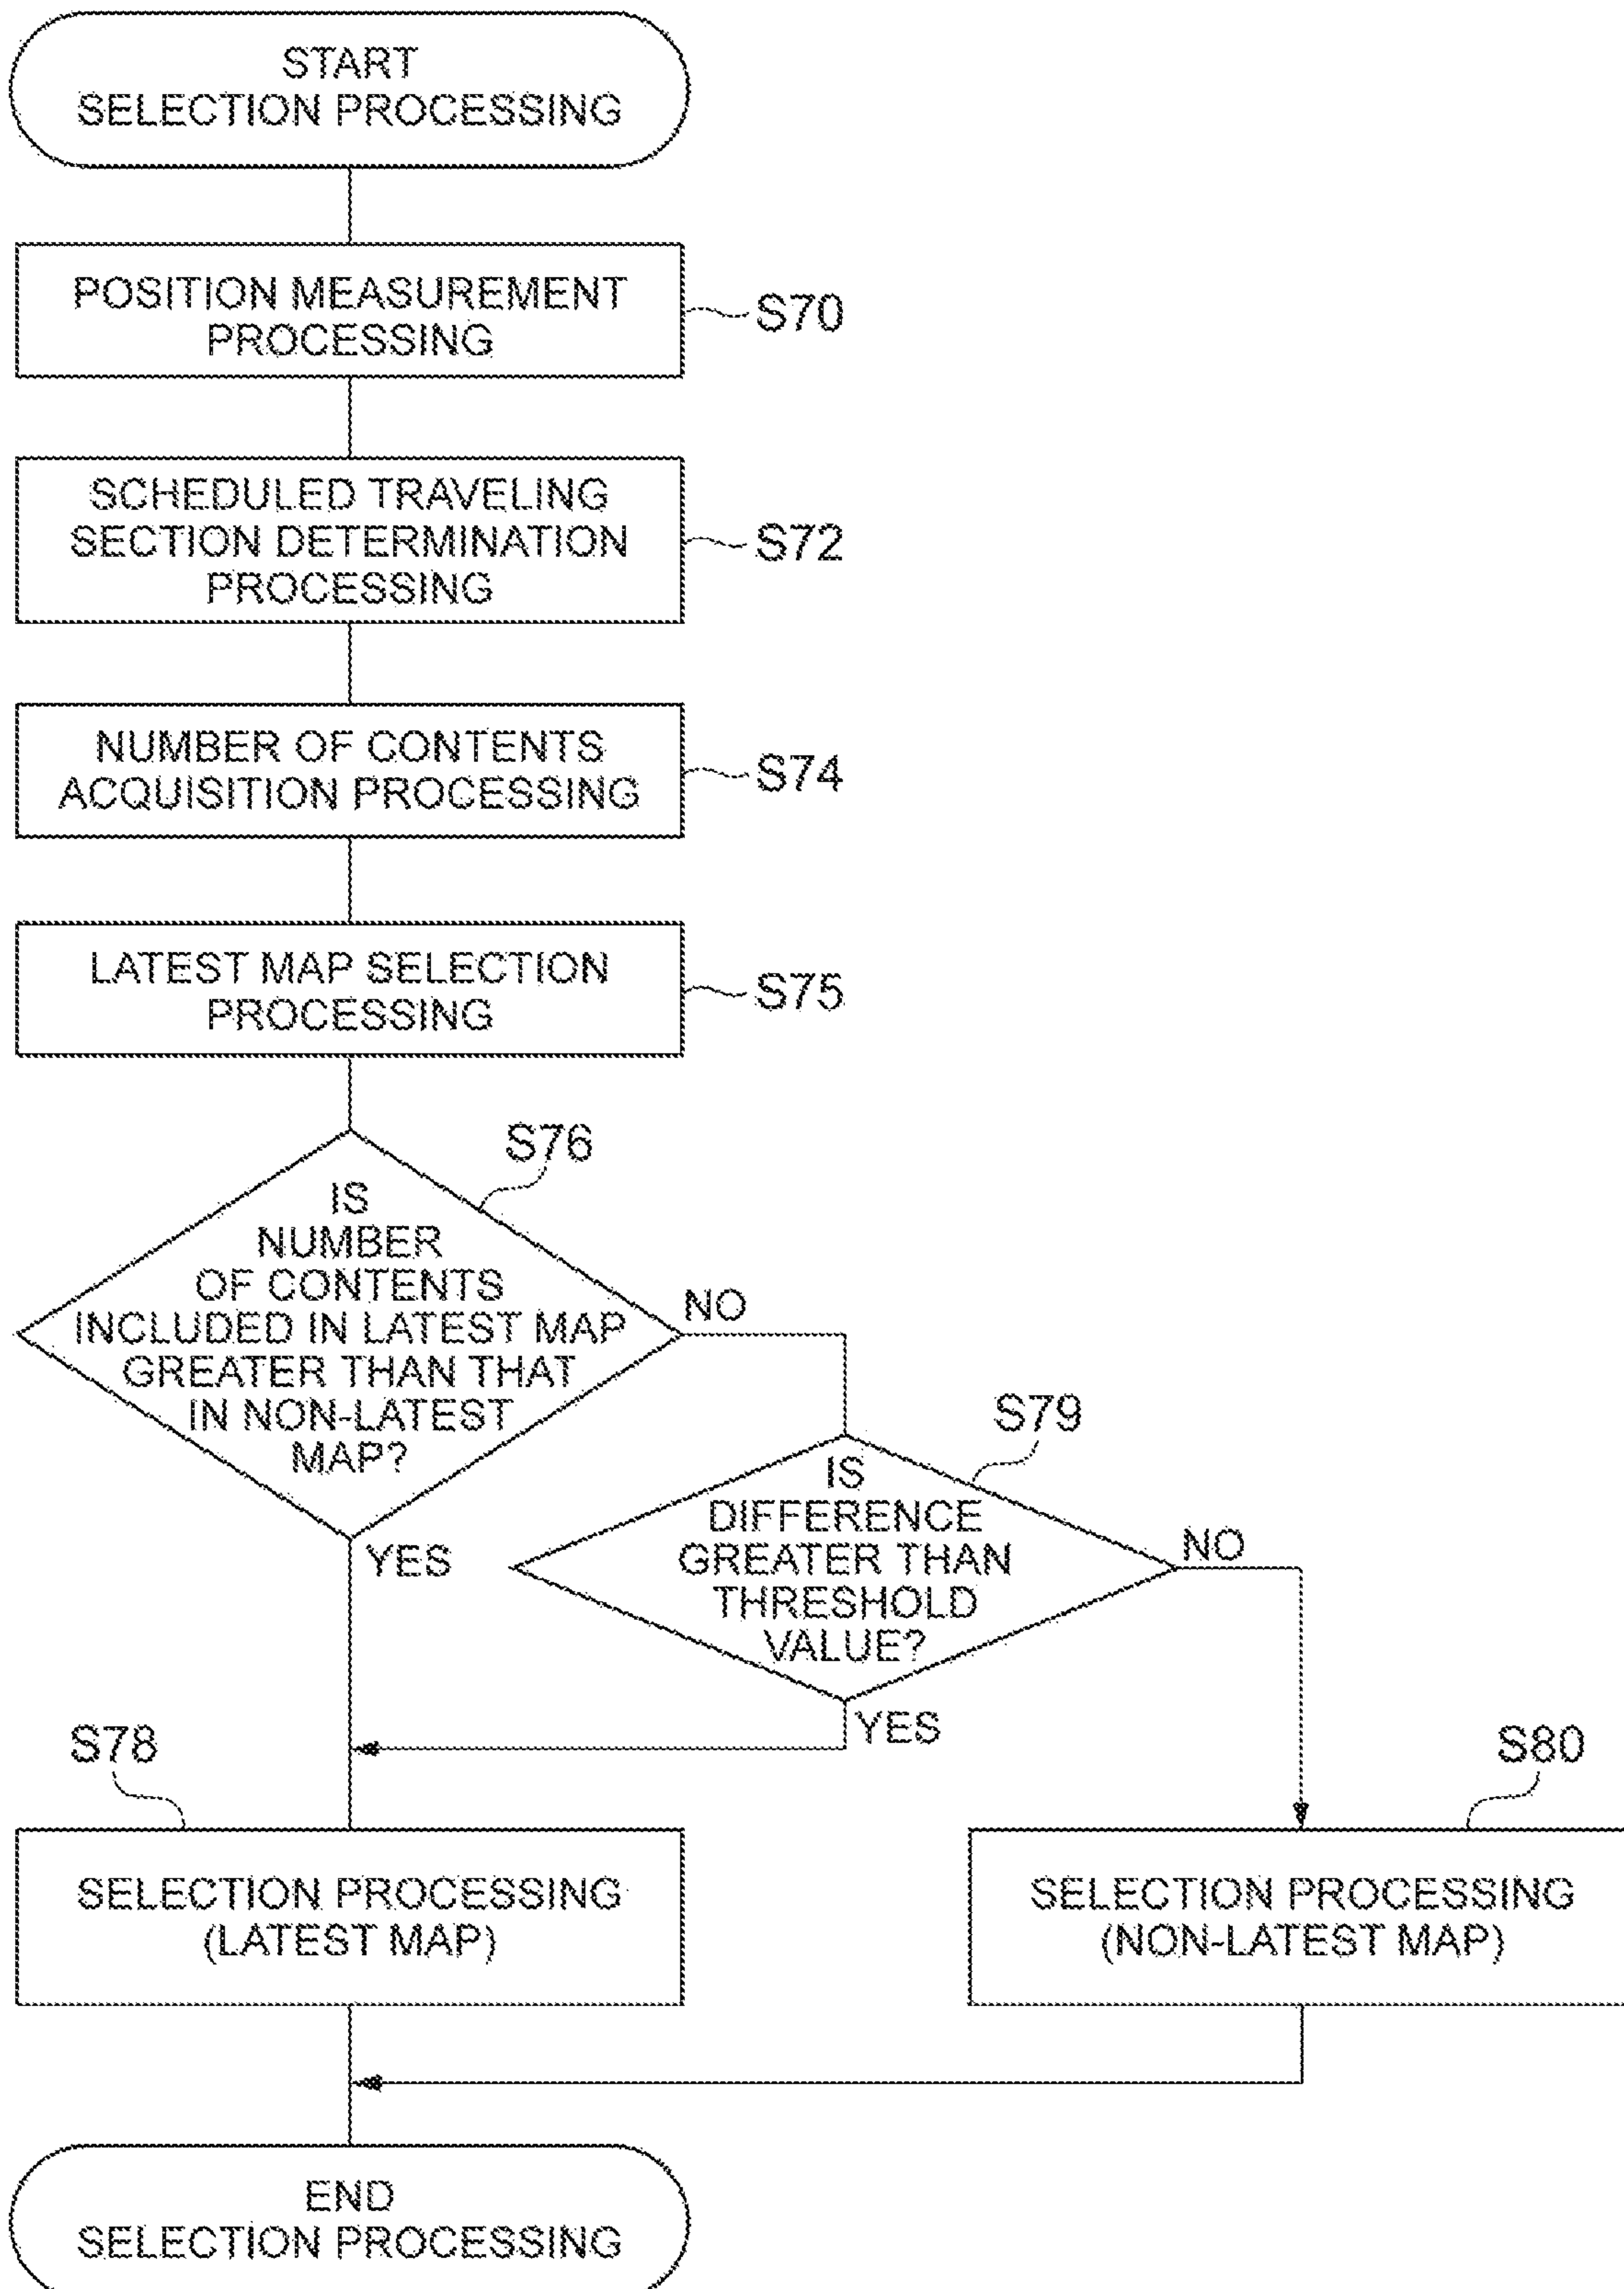 START
SELECTION PROCESSING
POSITION MEASUREMENT
PROCESSING
S70
SCHEDULED TRAVELING
SECTION DETERMINATION
PROCESSING
S72
NUMBER OF CONTENTS
ACQUISITION PROCESSING
S74
LATEST MAP SELECTION
PROCESSING
S75
S76
IS
NUMBER
OF CONTENTS
INCLUDED IN LATEST MAP
GREATER THAN THAT
IN NON-LATEST
MAP?
NO
YES
S79
IS
DIFFERENCE
GREATER THAN
THRESHOLD
VALUE?
NO
YES
S78
SELECTION PROCESSING
(LATEST MAP)
S80
SELECTION PROCESSING
(NON-LATEST MAP)
END
SELECTION PROCESSING